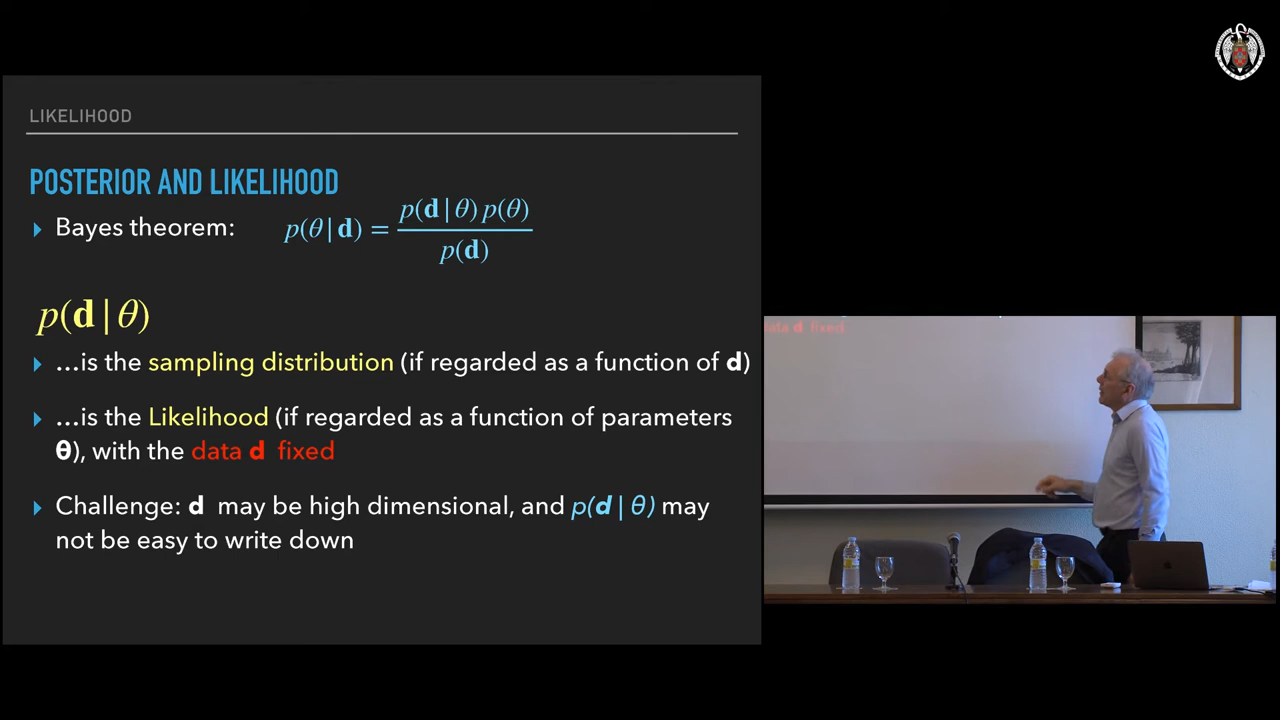 LIKELIHOOD
POSTERIOR AND LIKELIHOOD
Bayes theorem: p(θ|d) = p(d|θ) p(θ) / p(d)
p(d|θ)
…is the sampling distribution (if regarded as a function of d)
…is the Likelihood (if regarded as a function of parameters
θ), with the data d fixed
Challenge: d may be high dimensional, and p(d|θ) may
not be easy to write down
data d fixed